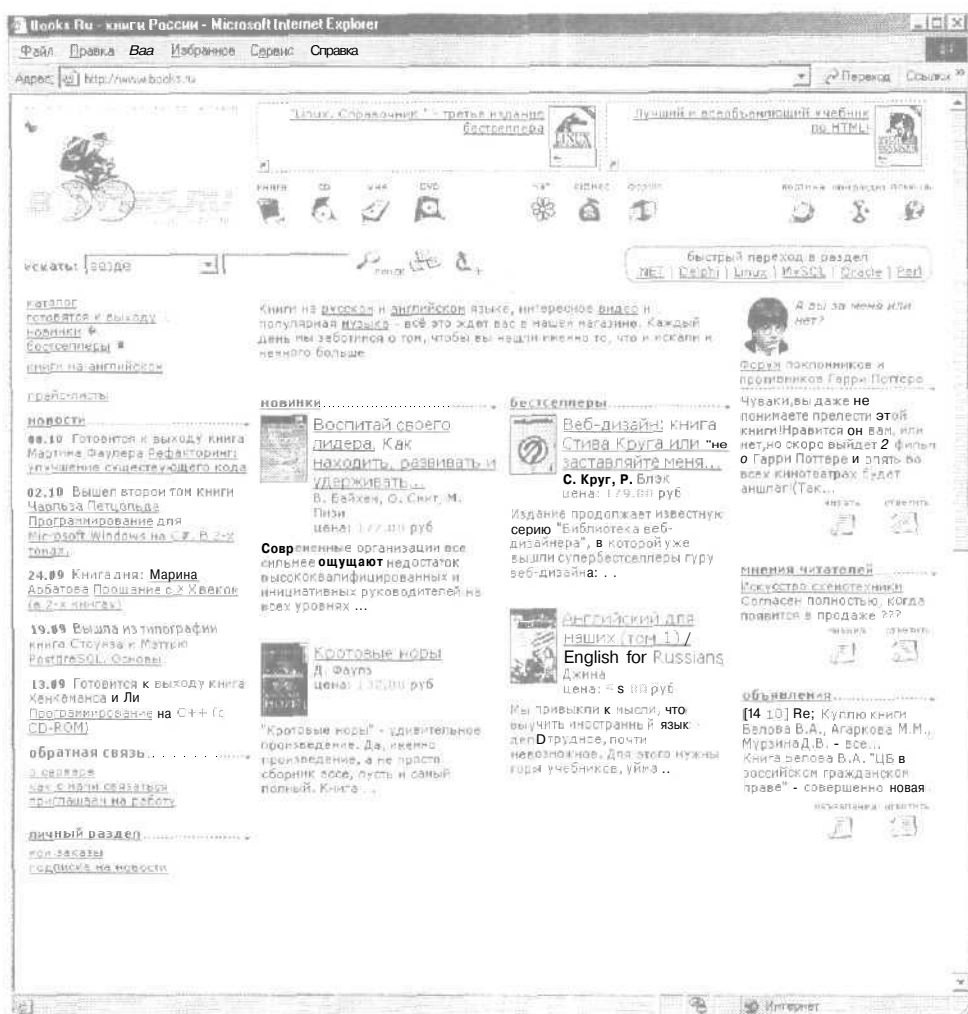 Books.Ru - книги России - Microsoft Internet Explorer
Файл Правка Ваа Избранное Сервис Справка
Адрес: http://www.books.ru Переход Ссылки »
"Linux. Справочник" - третье издание
бестселлера
Лучший и всеобъемлющий учебник
по HTML!
книги CD DVD
чат форум
искать: везде
поиск
быстрый переход в раздел
.NET | Delphi | Linux | MySQL | Oracle | Perl
каталог
готовятся к выходу
новинки
бестселлеры
книги на английском
прайс-листы
новости
08.10 Готовится к выходу книга
Мартина Фаулера Рефакторинг:
улучшение существующего кода
02.10 Вышел второй том книги
Чарльза Петцольда
Программирование для
Microsoft Windows на C#. В 2-х
томах.
24.09 Книга дня: Марина
Арбатова Прощание с XX веком
(в 2-х книгах)
19.09 Вышла из типографии
книга Стоунза и Мэттью
PostgreSQL. Основы.
13.09 Готовится к выходу книга
и Ли
Программирование на C++ (с
CD-ROM)
обратная связь
о сервере
как с нами связаться
приглашаем на работу
личный раздел
мои заказы
подписка на новости
Книги на русском и английском языке, интересное видео и
популярная музыка - всё это ждет вас в нашем магазине. Каждый
день мы заботимся о том, чтобы вы нашли именно то, что искали и
немного больше
новинки
Воспитай своего
лидера. Как
находить, развивать и
удерживать...
В. Байхем, О. Смит, М.
Пизи
цена: 177.00 руб
Современные организации все
сильнее ощущают недостаток
высококвалифицированных и
инициативных руководителей на
всех уровнях ...
Кротовые норы
Д. Фаулз
цена: 132.00 руб
"Кротовые норы" - удивительное
произведение. Да, именно
произведение, а не просто
сборник эссе, пусть и самый
полный. Книга ...
бестселлеры
Веб-дизайн: книга
Стива Круга или "не
заставляйте меня...
С. Круг, Р. Блэк
цена: 179.00 руб
Издание продолжает известную
серию "Библиотека веб-
дизайнера", в которой уже
вышли супербестселлеры гуру
веб-дизайна: ...
Английский для
наших (том 1) /
English for Russians
Джина
цена: руб
Мы привыкли к мысли, что
выучить иностранный язык
дело трудное, почти
невозможное. Для этого нужны
горы учебников, уйма ..
А вы за меня или
нет?
Форум поклонников и
противников Гарри Поттера
Чуваки,вы даже не
понимаете прелести этой
книги!Нравится он вам, или
нет,но скоро выйдет 2 фильм
о Гарри Поттере и опять во
всех кинотеатрах будет
аншлаг!(Так...
читать ответить
мнения читателей
Искусство схемотехники
Согласен полностью, когда
появится в продаже ???
мнения ответить
объявления
[14 10] Re; Куплю книги
Белова В.А., Агаркова М.М.,
Мурзина Д.В. - все...
Книга Белова В.А. "ЦБ в
российском гражданском
праве" - совершенно новая
объявления ответить
Интернет